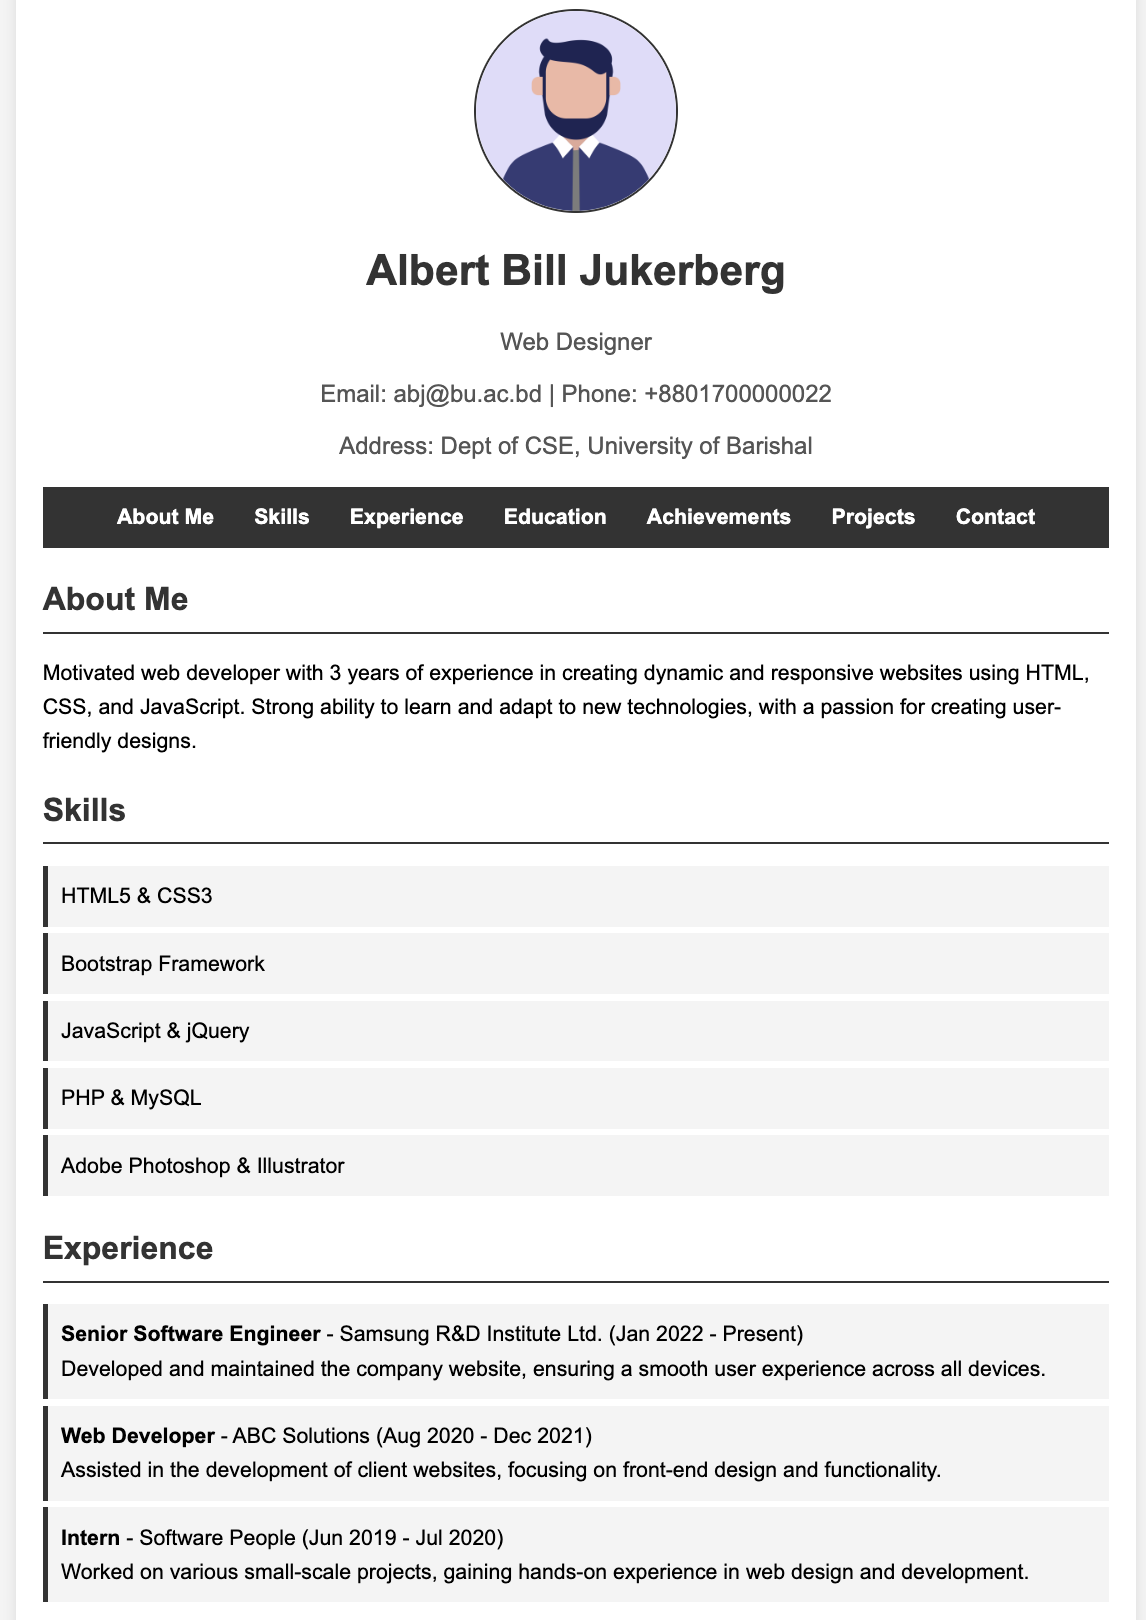 Albert Bill Jukerberg
Web Designer
Email: abj@bu.ac.bd | Phone: +8801700000022
Address: Dept of CSE, University of Barishal
About Me Skills Experience Education Achievements Projects Contact
About Me
Motivated web developer with 3 years of experience in creating dynamic and responsive websites using HTML,
CSS, and JavaScript. Strong ability to learn and adapt to new technologies, with a passion for creating user-
friendly designs.
Skills
HTML5 & CSS3
Bootstrap Framework
JavaScript & jQuery
PHP & MySQL
Adobe Photoshop & Illustrator
Experience
Senior Software Engineer - Samsung R&D Institute Ltd. (Jan 2022 - Present)
Developed and maintained the company website, ensuring a smooth user experience across all devices.
Web Developer - ABC Solutions (Aug 2020 - Dec 2021)
Assisted in the development of client websites, focusing on front-end design and functionality.
Intern - Software People (Jun 2019 - Jul 2020)
Worked on various small-scale projects, gaining hands-on experience in web design and development.